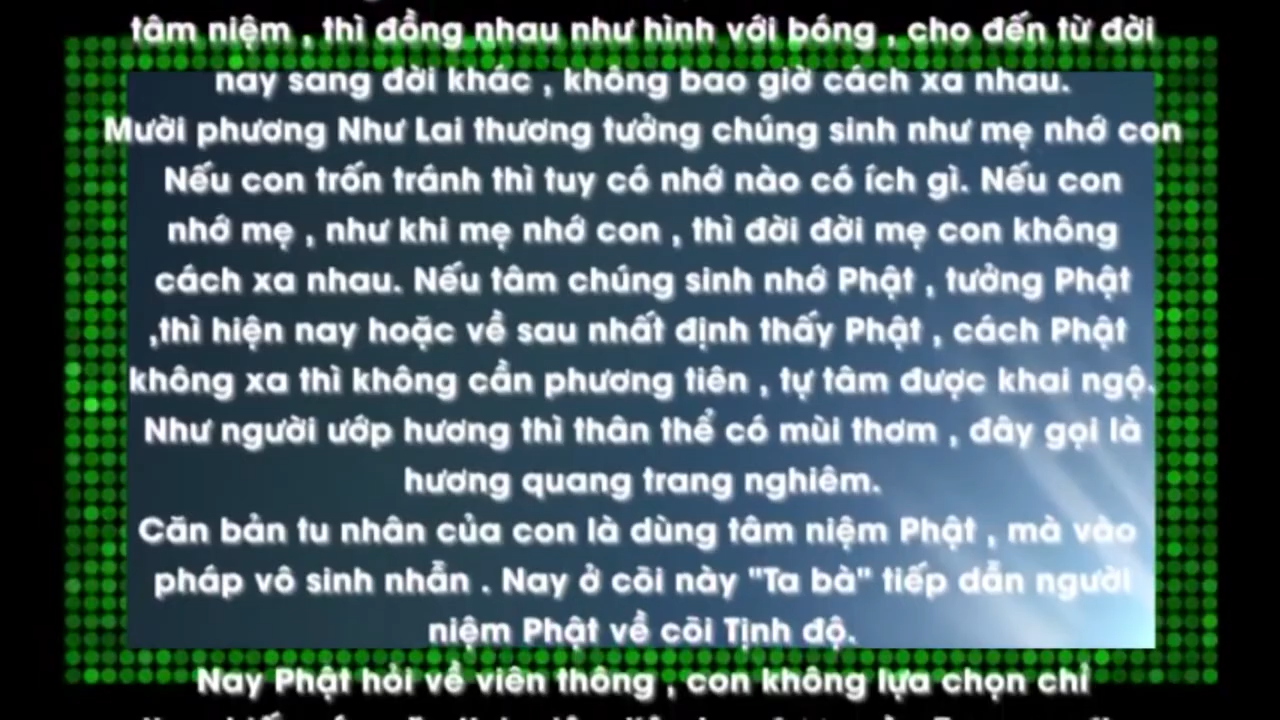 tâm niệm , thì đồng nhau như hình với bóng , cho đến từ đời
nay sang đời khác , không bao giờ cách xa nhau.
Mười phương Như Lai thương tưởng chúng sinh như mẹ nhớ con
Nếu con trốn tránh thì tuy có nhớ nào có ích gì. Nếu con
nhớ mẹ , như khi mẹ nhớ con , thì đời đời mẹ con không
cách xa nhau. Nếu tâm chúng sinh nhớ Phật , tưởng Phật
,thì hiện nay hoặc về sau nhất định thấy Phật , cách Phật
không xa thì không cần phương tiên , tự tâm được khai ngộ.
Như người ướp hương thì thân thể có mùi thơm , đây gọi là
hương quang trang nghiêm.
Căn bản tu nhân của con là dùng tâm niệm Phật , mà vào
pháp vô sinh nhẫn . Nay ở cõi này "Ta bà" tiếp dẫn người
niệm Phật về cõi Tịnh độ.
Nay Phật hỏi về viên thông , con không lựa chọn chỉ